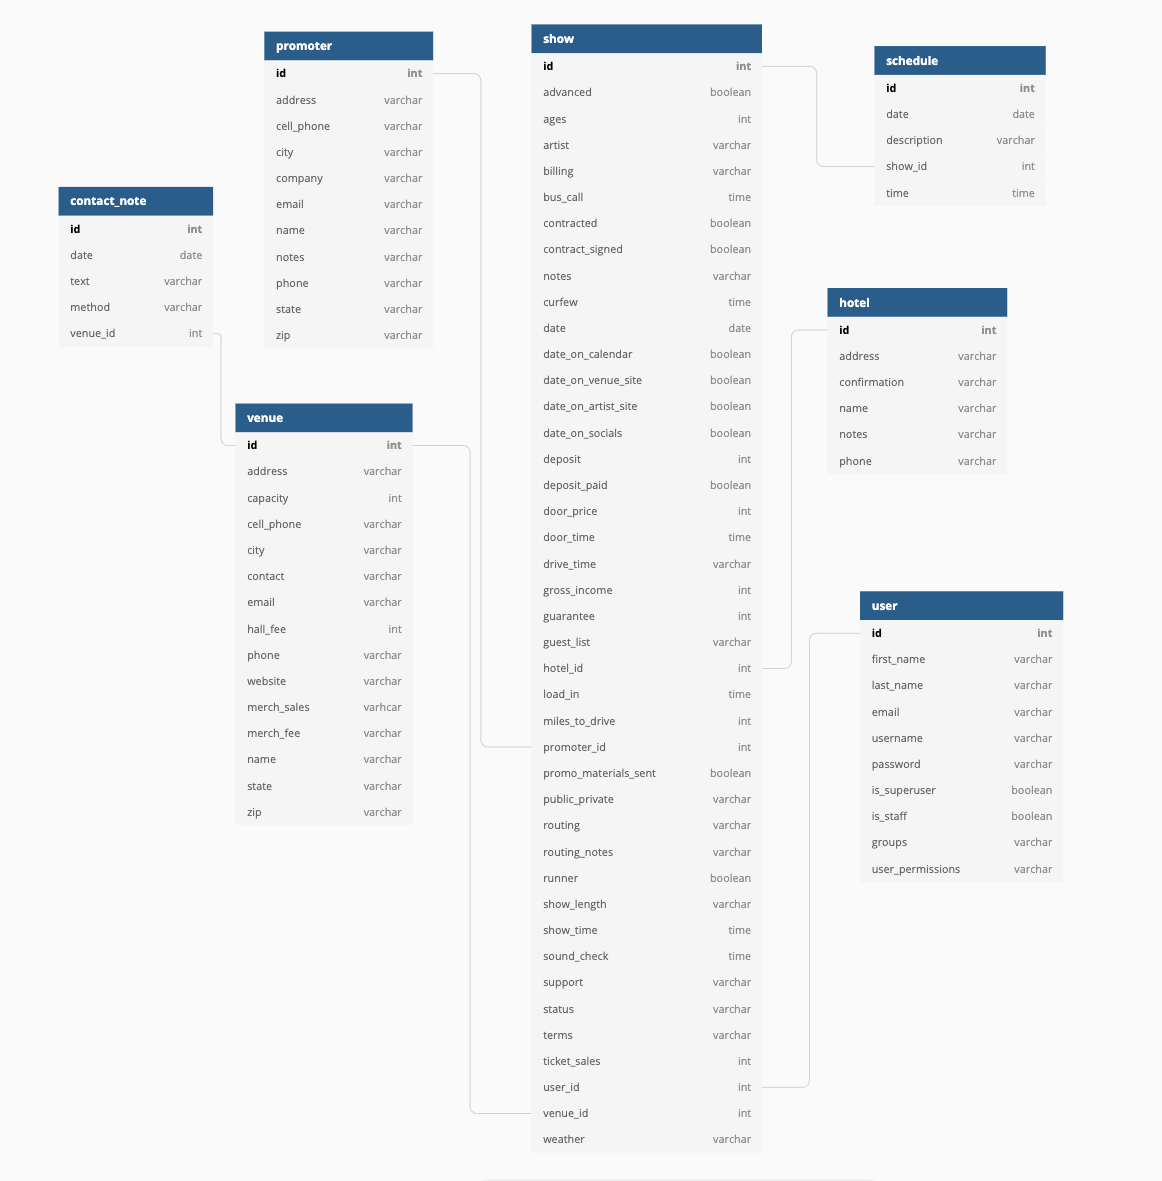 promoter
id int
address varchar
cell_phone varchar
city varchar
company varchar
email varchar
name varchar
notes varchar
phone varchar
state varchar
zip varchar
contact_note
id int
date date
text varchar
method varchar
venue_id int
venue
id int
address varchar
capacity int
cell_phone varchar
city varchar
contact varchar
email varchar
hall_fee int
phone varchar
website varchar
merch_sales varhcar
merch_fee varchar
name varchar
state varchar
zip varchar
show
id int
advanced boolean
ages int
artist varchar
billing varchar
bus_call time
contracted boolean
contract_signed boolean
notes varchar
curfew time
date date
date_on_calendar boolean
date_on_venue_site boolean
date_on_artist_site boolean
date_on_socials boolean
deposit int
deposit_paid boolean
door_price int
door_time time
drive_time varchar
gross_income int
guarantee int
guest_list varchar
hotel_id int
load_in time
miles_to_drive int
promoter_id int
promo_materials_sent boolean
public_private varchar
routing varchar
routing_notes varchar
runner boolean
show_length varchar
show_time time
sound_check time
support varchar
status varchar
terms varchar
ticket_sales int
user_id int
venue_id int
weather varchar
schedule
id int
date date
description varchar
show_id int
time time
hotel
id int
address varchar
confirmation varchar
name varchar
notes varchar
phone varchar
user
id int
first_name varchar
last_name varchar
email varchar
username varchar
password varchar
is_superuser boolean
is_staff boolean
groups varchar
user_permissions varchar